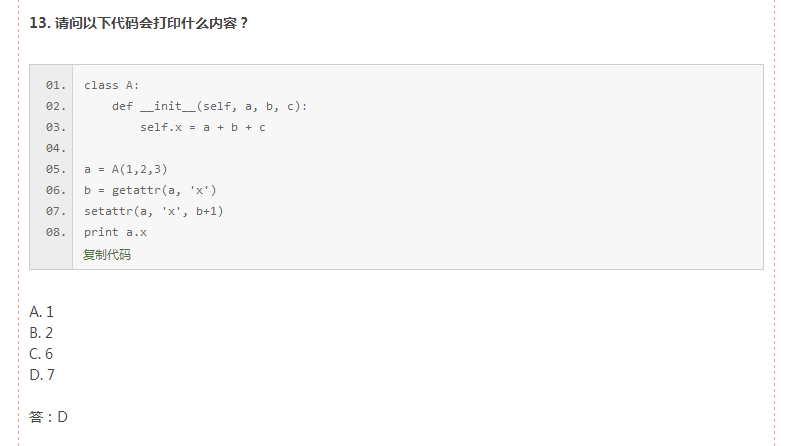 13. 请问以下代码会打印什么内容？
01. class A:
02.     def __init__(self, a, b, c):
03.         self.x = a + b + c
04.
05. a = A(1,2,3)
06. b = getattr(a, 'x')
07. setattr(a, 'x', b+1)
08. print a.x
复制代码
A. 1
B. 2
C. 6
D. 7
答：D